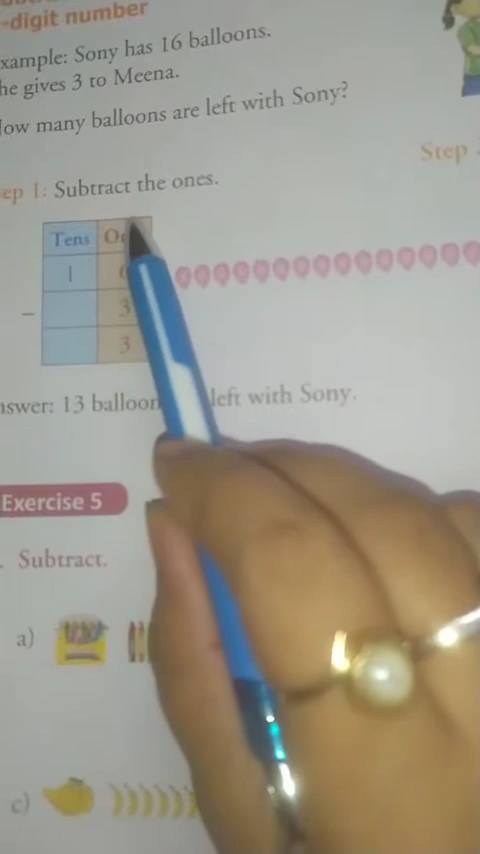 -digit number
xample: Sony has 16 balloons.
he gives 3 to Meena.
How many balloons are left with Sony?
ep 1: Subtract the ones.
Step
Tens
1
3
−
3
nswer: 13 balloon left with Sony.
Exercise 5
. Subtract.
a)
c)